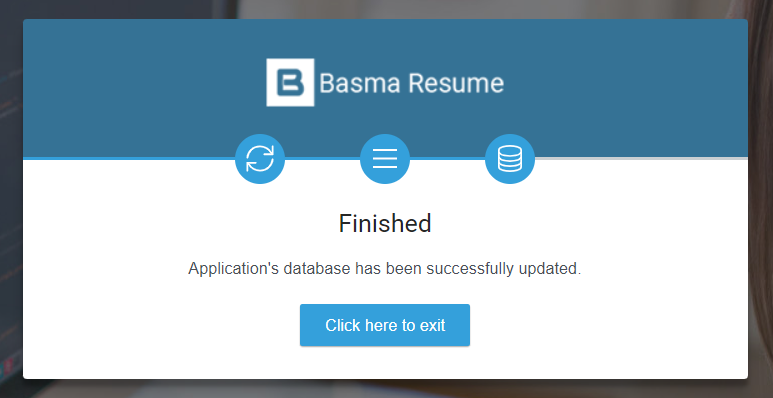 Basma Resume
Finished
Application's database has been successfully updated.
Click here to exit